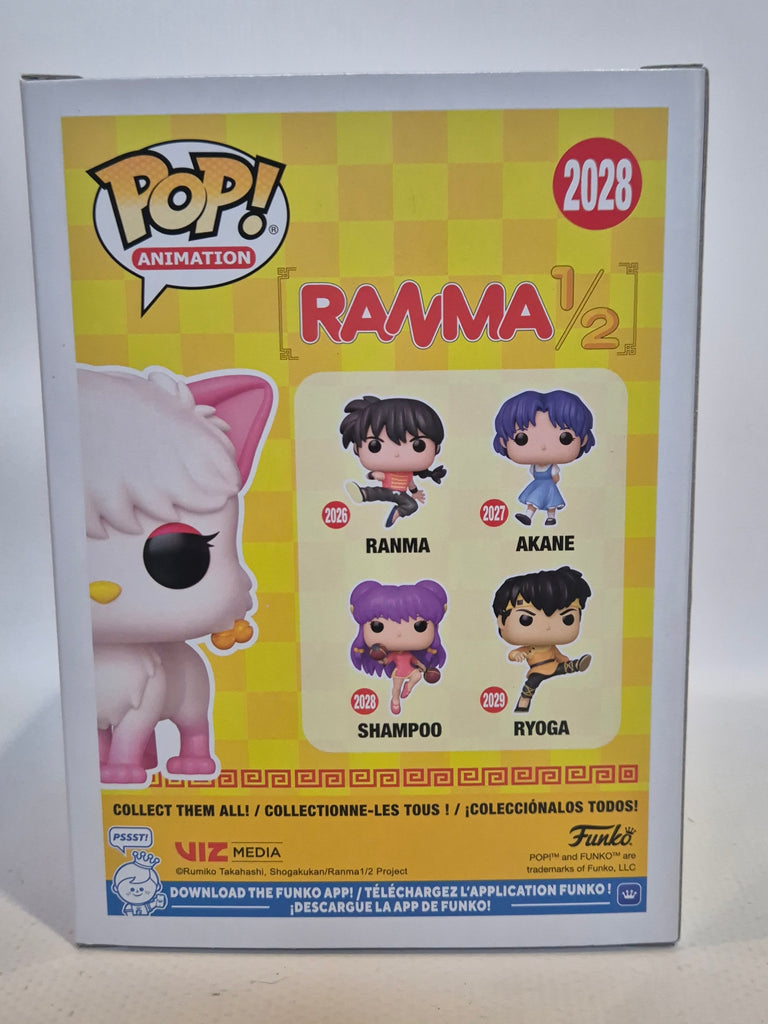 POP!®
ANIMATION
2028
RANMA 1/2
2026
RANMA
2027
AKANE
2028
SHAMPOO
2029
RYOGA
COLLECT THEM ALL! / COLLECTIONNE-LES TOUS ! / ¡COLECCIÓNALOS TODOS!
PSSST!
VIZ MEDIA
©Rumiko Takahashi, Shogakukan/Ranma1/2 Project
Funko®
POP!™ and FUNKO™ are
trademarks of Funko, LLC
DOWNLOAD THE FUNKO APP! / TÉLÉCHARGEZ L'APPLICATION FUNKO !
¡DESCARGUE LA APP DE FUNKO!